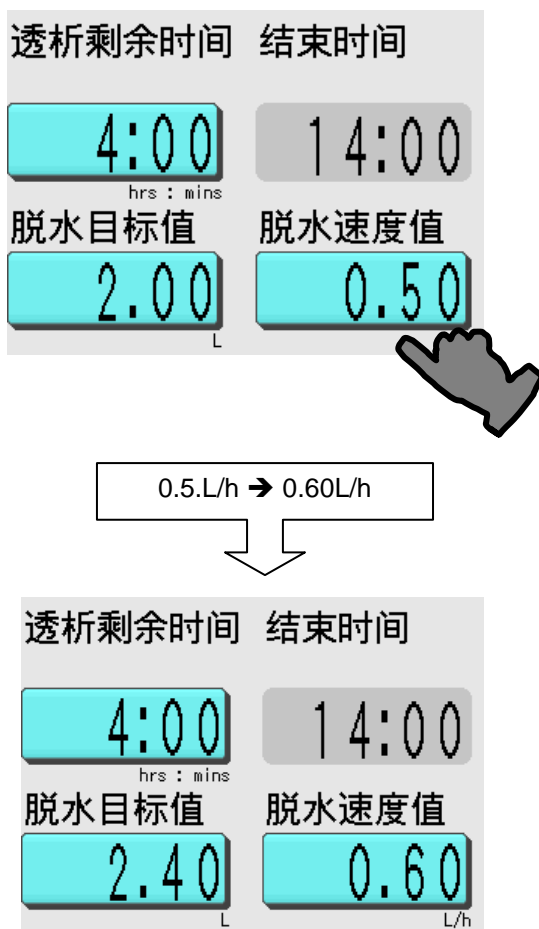 透析剩余时间 结束时间
4:00 14:00
hrs : mins
脱水目标值 脱水速度值
2.00 0.50
L
0.5.L/h ➔ 0.60L/h
透析剩余时间 结束时间
4:00 14:00
hrs : mins
脱水目标值 脱水速度值
2.40 0.60
L L/h